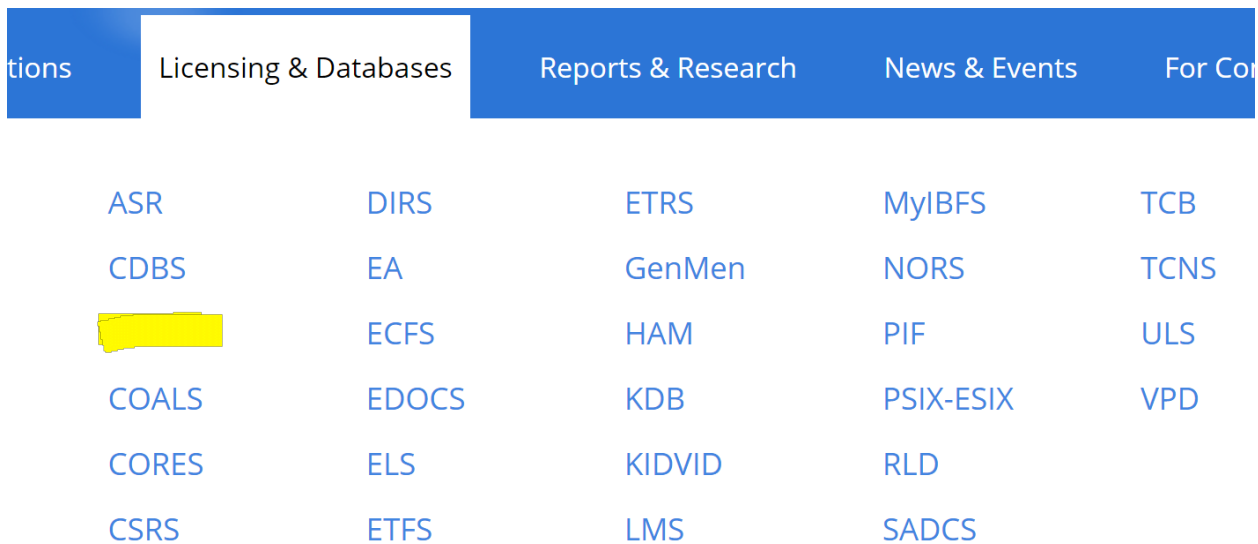 tions Licensing & Databases Reports & Research News & Events For Cor
ASR DIRS ETRS MyIBFS TCB
CDBS EA GenMen NORS TCNS
ECFS HAM PIF ULS
COALS EDOCS KDB PSIX-ESIX VPD
CORES ELS KIDVID RLD
CSRS ETFS LMS SADCS